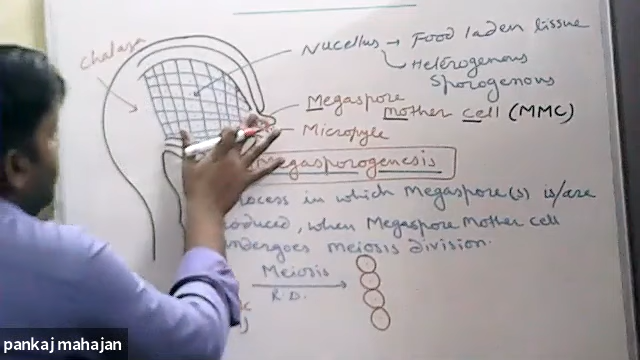 Chalaza
Nucellus → Food laden tissue
Heterogenous
Sporogenous
Megaspore
mother cell (MMC)
Micropyle
Megasporogenesis
process in which Megaspore(s) is/are
produced, when Megaspore Mother cell
undergoes meiosis division.
Meiosis
R.D.
pankaj mahajan